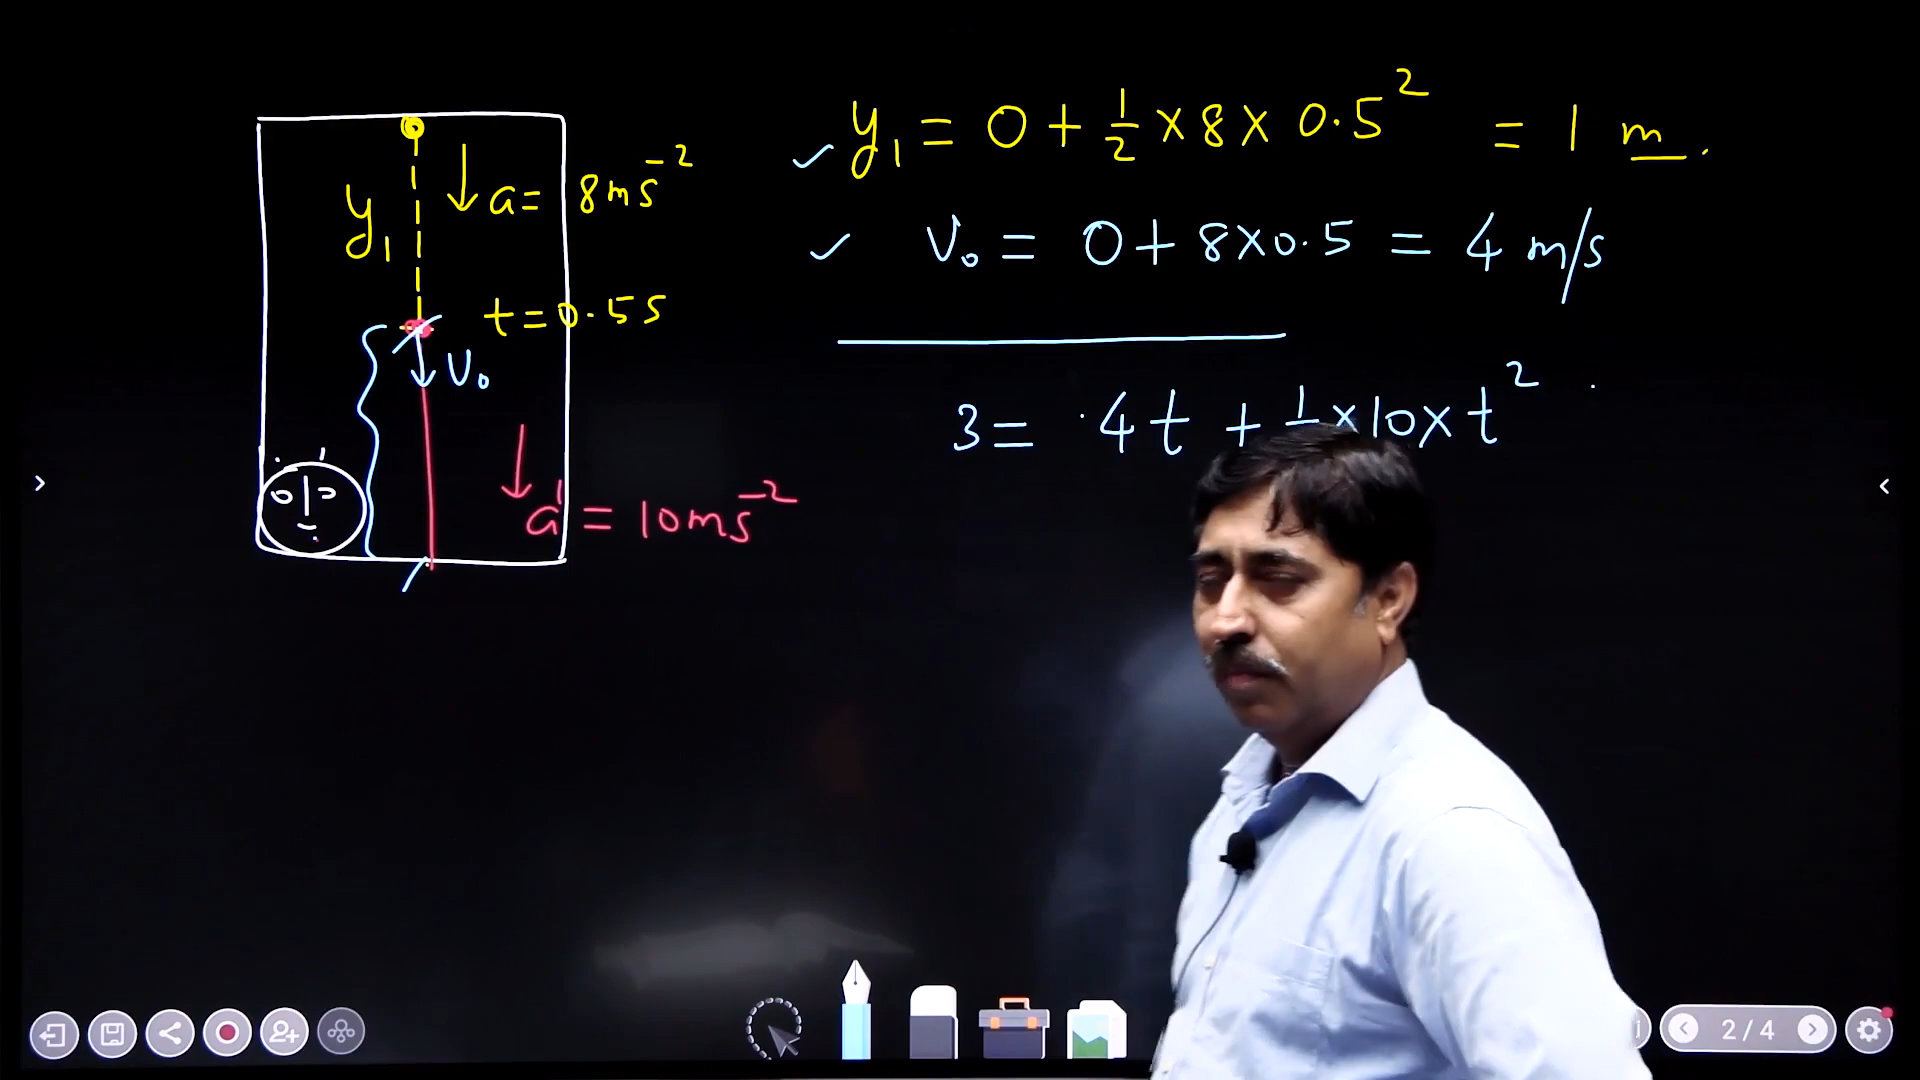 y₁ = 0 + 1/2 × 8 × 0.5² = 1 m.
v₀ = 0 + 8×0.5 = 4 m/s
3 = 4t + 1/2 ×10× t²
y₁
a = 8ms⁻²
t = 0.5s
v₀
a' = 10ms⁻²
2 / 4